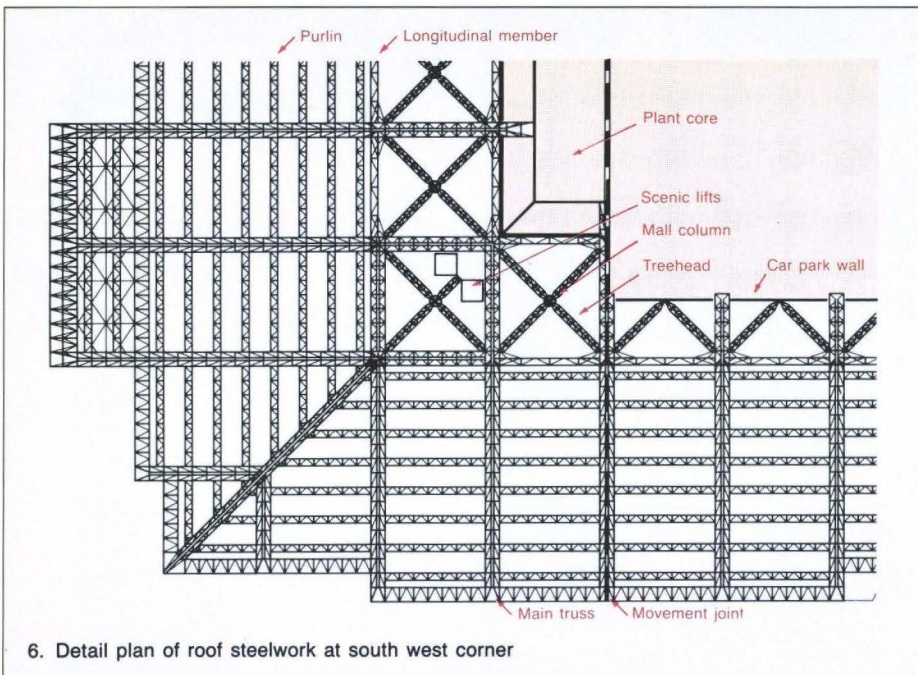 Purlin
Longitudinal member
Plant core
Scenic lifts
Mall column
Treehead
Car park wall
Main truss
Movement joint
6. Detail plan of roof steelwork at south west corner